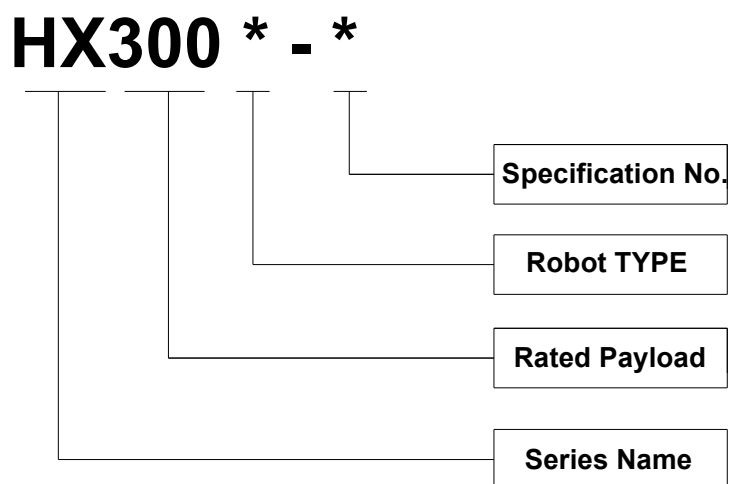 HX300 * - *
Specification No.
Robot TYPE
Rated Payload
Series Name